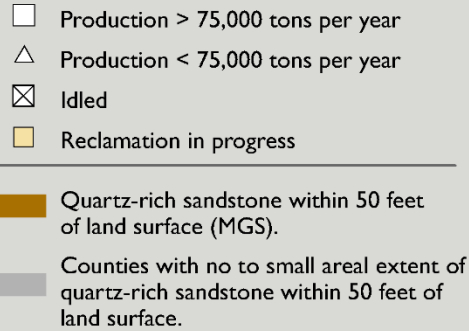 Production > 75,000 tons per year
Production < 75,000 tons per year
Idled
Reclamation in progress
Quartz-rich sandstone within 50 feet
of land surface (MGS).
Counties with no to small areal extent of
quartz-rich sandstone within 50 feet of
land surface.